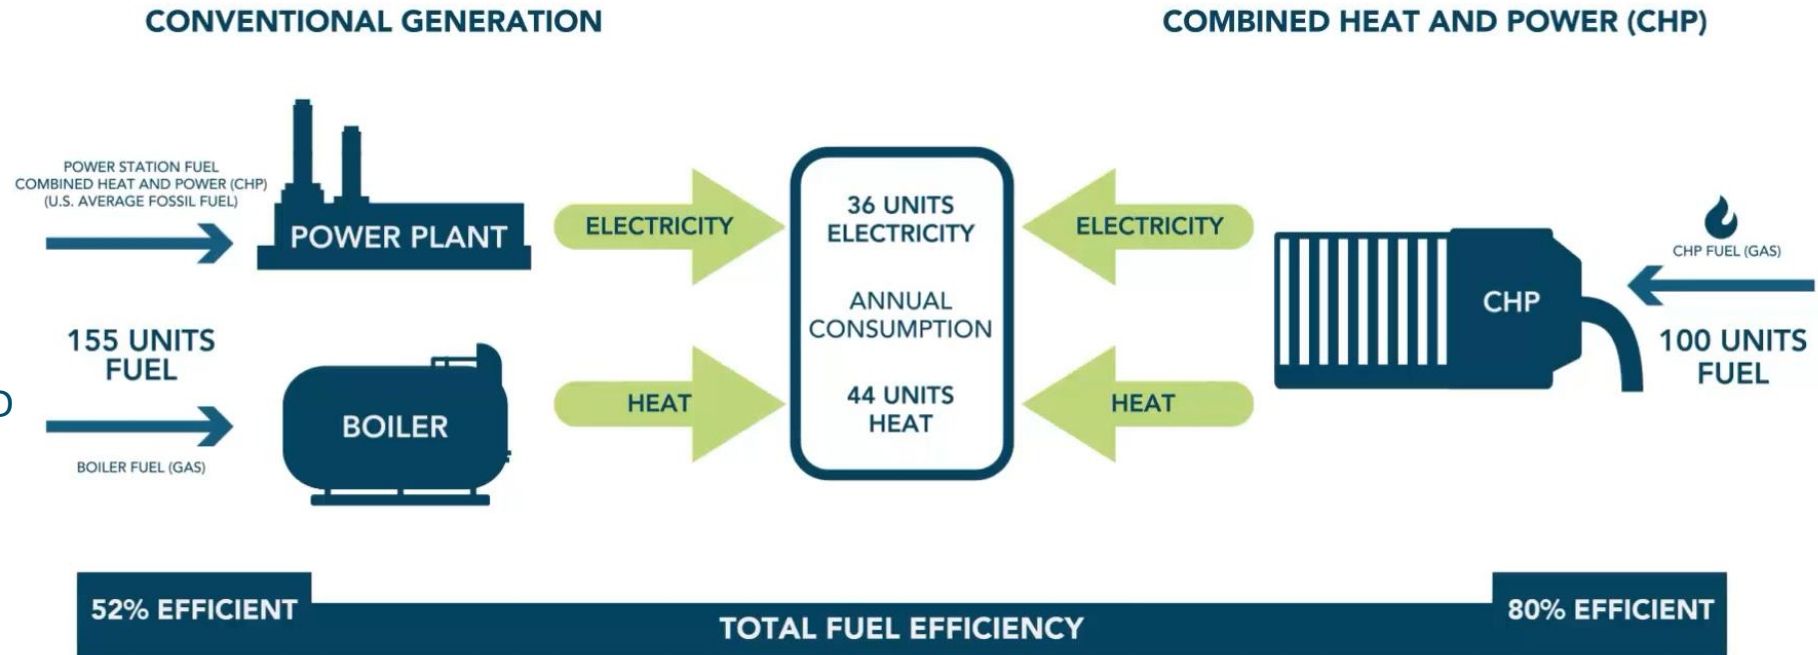 CONVENTIONAL GENERATION
COMBINED HEAT AND POWER (CHP)
POWER STATION FUEL
COMBINED HEAT AND POWER (CHP)
(U.S. AVERAGE FOSSIL FUEL)
POWER PLANT
155 UNITS
FUEL
BOILER
BOILER FUEL (GAS)
ELECTRICITY
HEAT
36 UNITS
ELECTRICITY
ANNUAL
CONSUMPTION
44 UNITS
HEAT
ELECTRICITY
HEAT
CHP
CHP FUEL (GAS)
100 UNITS
FUEL
52% EFFICIENT
TOTAL FUEL EFFICIENCY
80% EFFICIENT